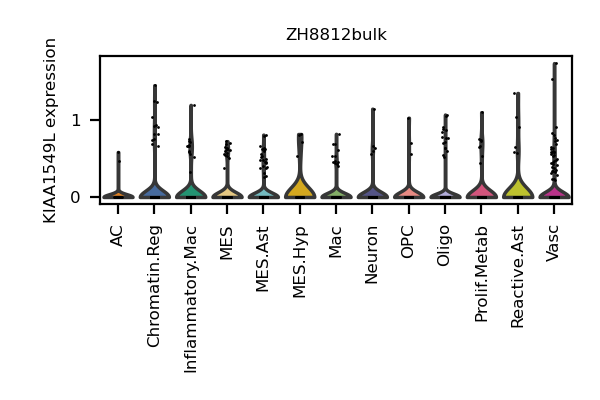 ZH8812bulk
KIAA1549L expression
1
0
AC
Chromatin.Reg
Inflammatory.Mac
MES
MES.Ast
MES.Hyp
Mac
Neuron
OPC
Oligo
Prolif.Metab
Reactive.Ast
Vasc